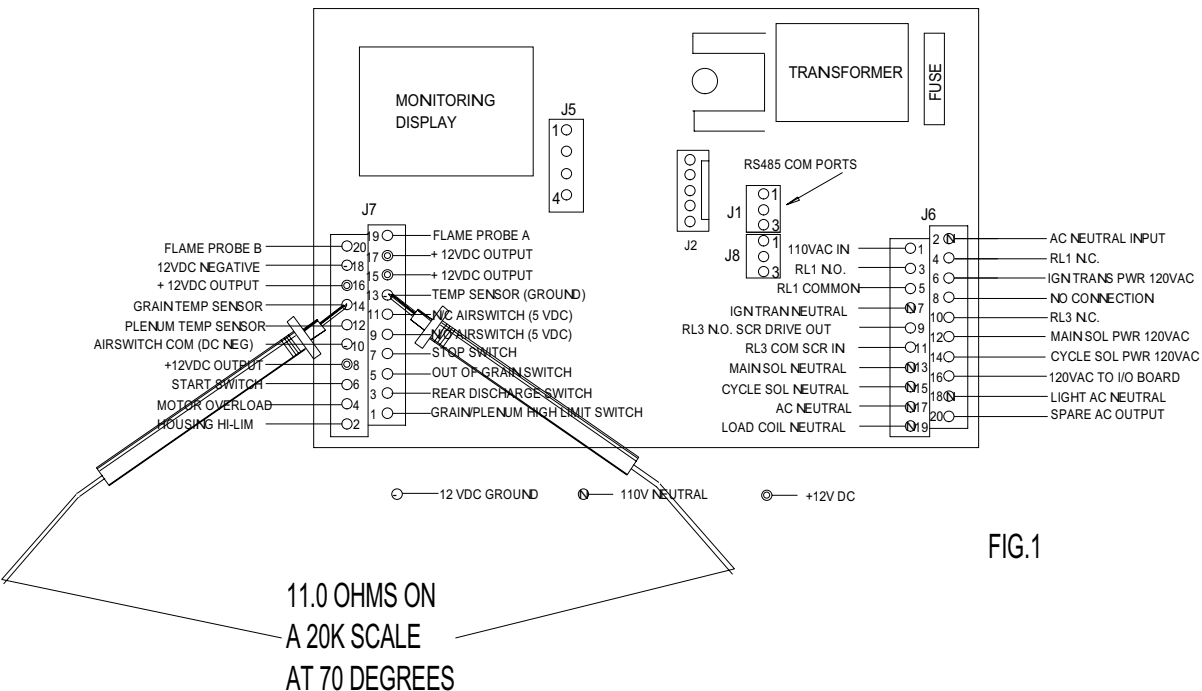 MONITORING
DISPLAY
TRANSFORMER
FUSE
J5
1
4
RS485 COM PORTS
J1
1
3
J2
J8
1
3
J7
FLAME PROBE B 20
12VDC NEGATIVE 18
+ 12VDC OUTPUT 16
GRAIN TEMP SENSOR 14
PLENUM TEMP SENSOR 12
AIRSWITCH COM (DC NEG) 10
+12VDC OUTPUT 8
START SWITCH 6
MOTOR OVERLOAD 4
HOUSING HI-LIM 2
19 FLAME PROBE A
17 + 12VDC OUTPUT
15 + 12VDC OUTPUT
13 TEMP SENSOR (GROUND)
11 N/C AIRSWITCH (5 VDC)
9 N/O AIRSWITCH (5 VDC)
7 STOP SWITCH
5 OUT OF GRAIN SWITCH
3 REAR DISCHARGE SWITCH
1 GRAIN/PLENUM HIGH LIMIT SWITCH
J6
110VAC IN 1
RL1 N.O. 3
RL1 COMMON 5
IGN TRAN NEUTRAL N 7
RL3 N.O. SCR DRIVE OUT 9
RL3 COM SCR IN 11
MAIN SOL NEUTRAL N 13
CYCLE SOL NEUTRAL N 15
AC NEUTRAL N 17
LOAD COIL NEUTRAL N 19
2 N AC NEUTRAL INPUT
4 RL1 N.C.
6 IGN TRANS PWR 120VAC
8 NO CONNECTION
10 RL3 N.C.
12 MAIN SOL PWR 120VAC
14 CYCLE SOL PWR 120VAC
16 120VAC TO I/O BOARD
18 N LIGHT AC NEUTRAL
20 SPARE AC OUTPUT
12 VDC GROUND
N 110V NEUTRAL
+12V DC
FIG.1
11.0 OHMS ON
A 20K SCALE
AT 70 DEGREES